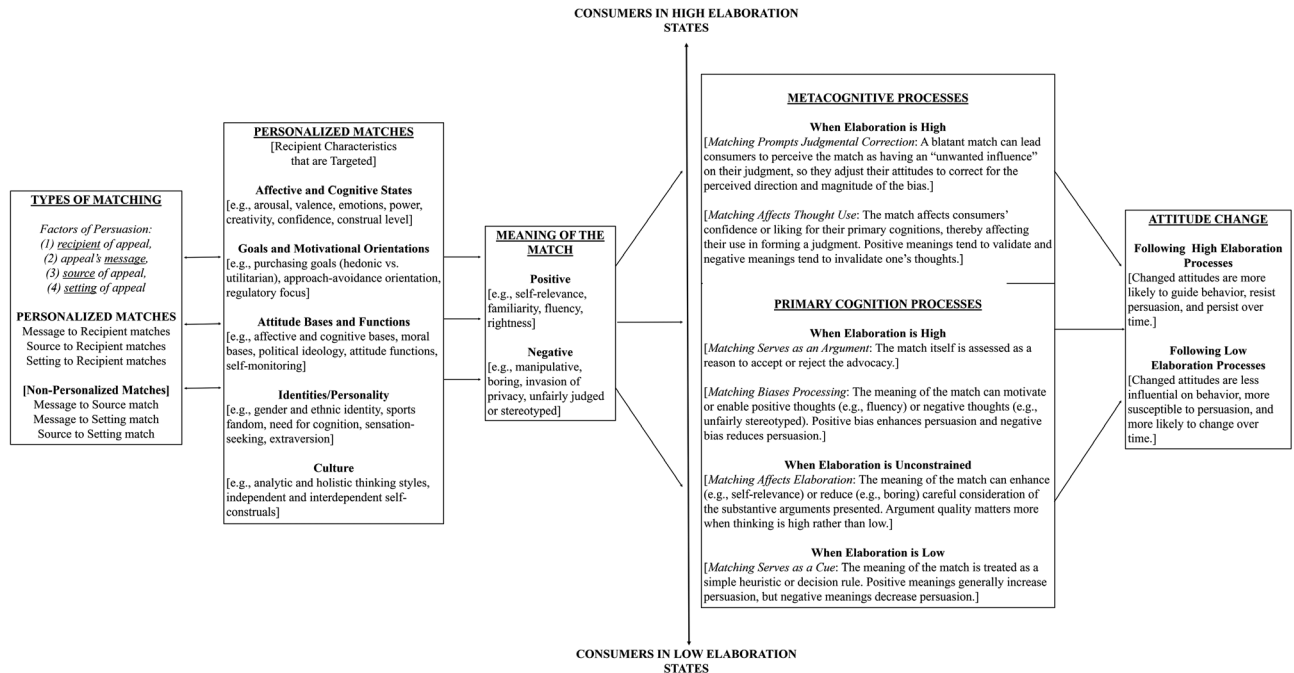 CONSUMERS IN HIGH ELABORATION
STATES
TYPES OF MATCHING
Factors of Persuasion:
(1) recipient of appeal,
(2) appeal's message,
(3) source of appeal,
(4) setting of appeal
PERSONALIZED MATCHES
Message to Recipient matches
Source to Recipient matches
Setting to Recipient matches
[Non-Personalized Matches]
Message to Source match
Message to Setting match
Source to Setting match
PERSONALIZED MATCHES
[Recipient Characteristics
that are Targeted]
Affective and Cognitive States
[e.g., arousal, valence, emotions, power,
creativity, confidence, construal level]
Goals and Motivational Orientations
[e.g., purchasing goals (hedonic vs.
utilitarian), approach-avoidance orientation,
regulatory focus]
Attitude Bases and Functions
[e.g., affective and cognitive bases, moral
bases, political ideology, attitude functions,
self-monitoring]
Identities/Personality
[e.g., gender and ethnic identity, sports
fandom, need for cognition, sensation-
seeking, extraversion]
Culture
[e.g., analytic and holistic thinking styles,
independent and interdependent self-
construals]
MEANING OF THE
MATCH
Positive
[e.g., self-relevance,
familiarity, fluency,
rightness]
Negative
[e.g., manipulative,
boring, invasion of
privacy, unfairly judged
or stereotyped]
METACOGNITIVE PROCESSES
When Elaboration is High
[Matching Prompts Judgmental Correction: A blatant match can lead
consumers to perceive the match as having an "unwanted influence"
on their judgment, so they adjust their attitudes to correct for the
perceived direction and magnitude of the bias.]
[Matching Affects Thought Use: The match affects consumers'
confidence or liking for their primary cognitions, thereby affecting
their use in forming a judgment. Positive meanings tend to validate and
negative meanings tend to invalidate one's thoughts.]
PRIMARY COGNITION PROCESSES
When Elaboration is High
[Matching Serves as an Argument: The match itself is assessed as a
reason to accept or reject the advocacy.]
[Matching Biases Processing: The meaning of the match can motivate
or enable positive thoughts (e.g., fluency) or negative thoughts (e.g.,
unfairly stereotyped). Positive bias enhances persuasion and negative
bias reduces persuasion.]
When Elaboration is Unconstrained
[Matching Affects Elaboration: The meaning of the match can enhance
(e.g., self-relevance) or reduce (e.g., boring) careful consideration of
the substantive arguments presented. Argument quality matters more
when thinking is high rather than low.]
When Elaboration is Low
[Matching Serves as a Cue: The meaning of the match is treated as a
simple heuristic or decision rule. Positive meanings generally increase
persuasion, but negative meanings decrease persuasion.]
ATTITUDE CHANGE
Following High Elaboration
Processes
[Changed attitudes are more
likely to guide behavior, resist
persuasion, and persist over
time.]
Following Low
Elaboration Processes
[Changed attitudes are less
influential on behavior, more
susceptible to persuasion, and
more likely to change over
time.]
CONSUMERS IN LOW ELABORATION
STATES